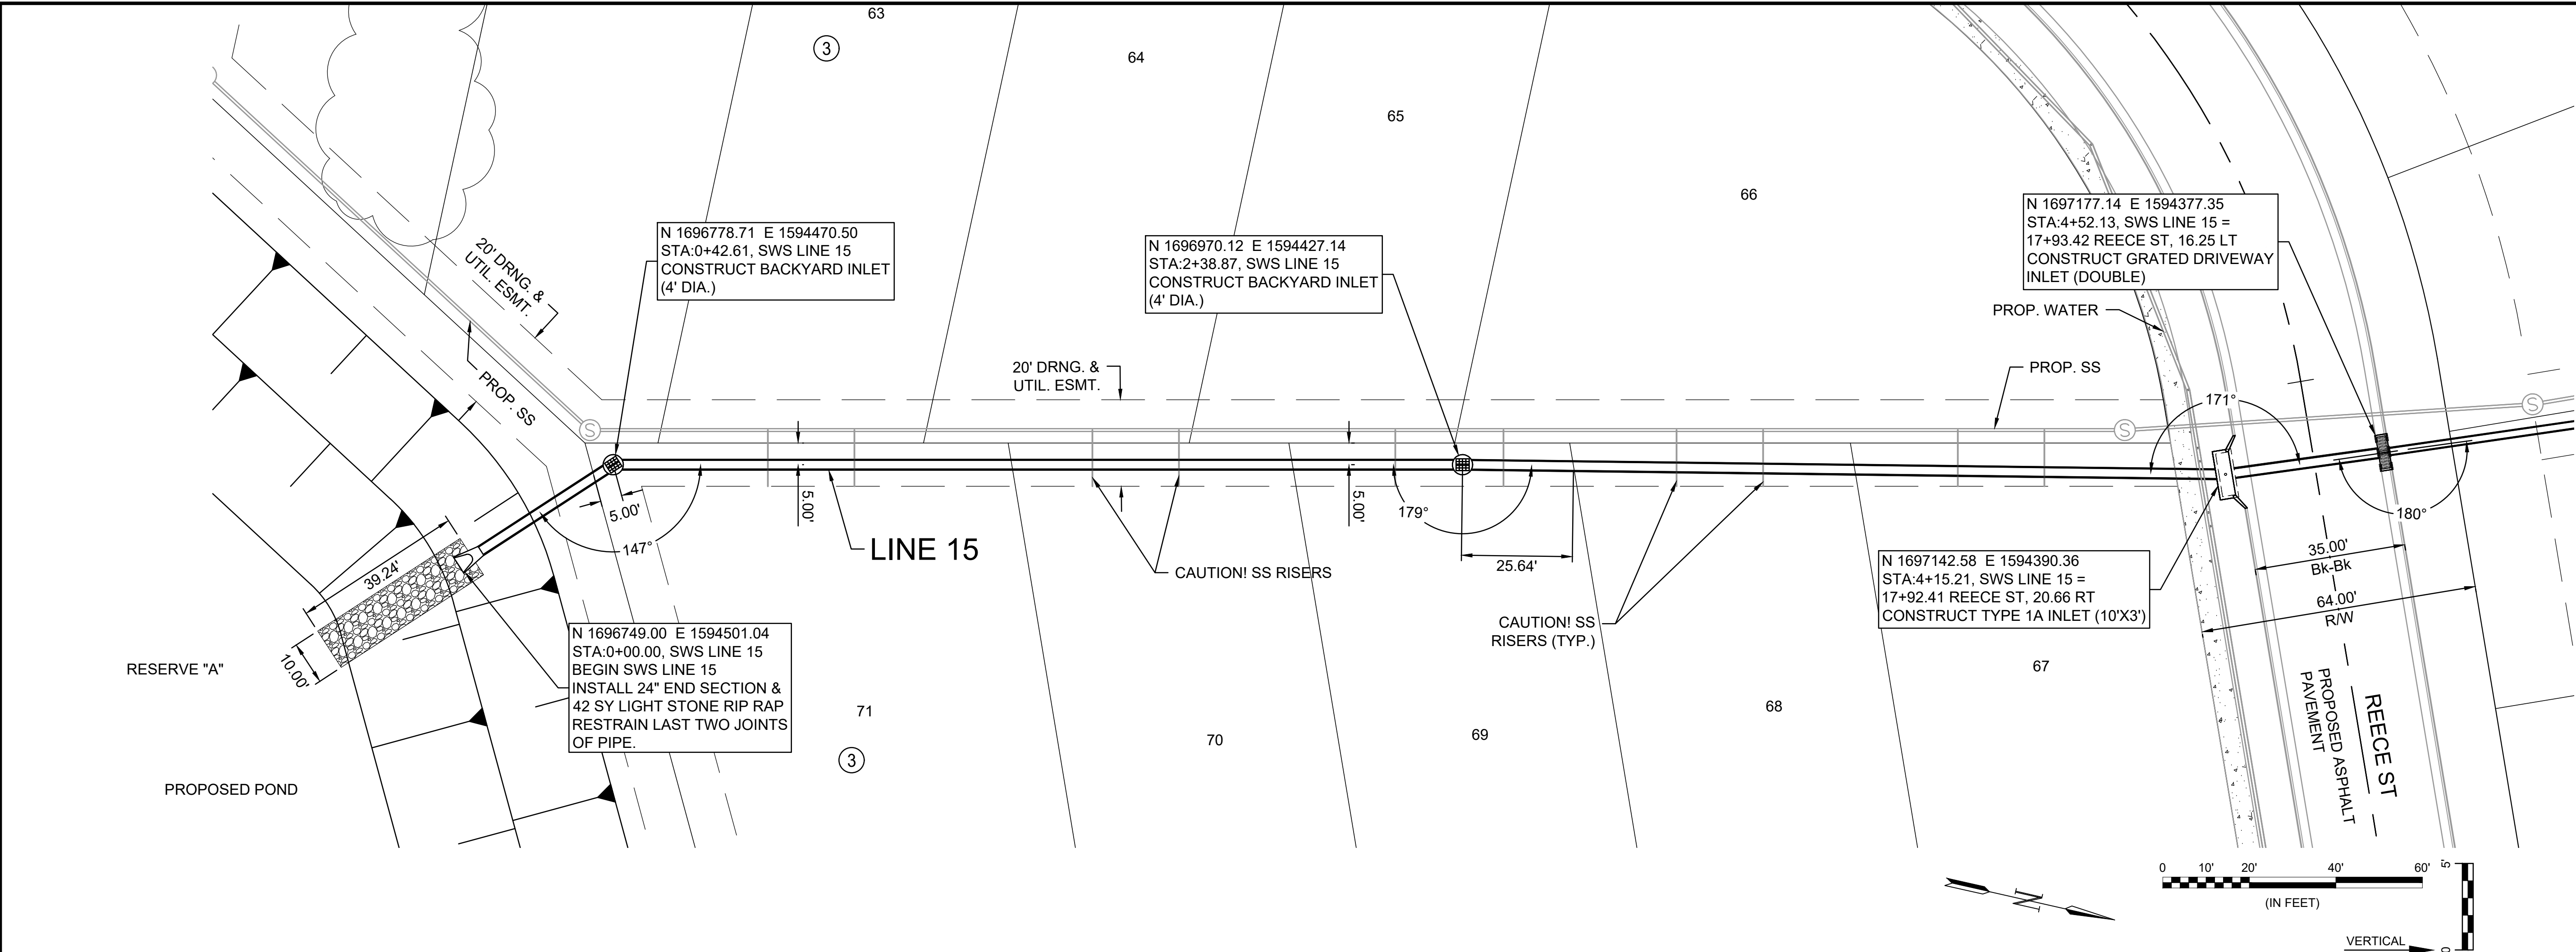 63
3
64
65
66
N 1696778.71 E 1594470.50
STA:0+42.61, SWS LINE 15
CONSTRUCT BACKYARD INLET
(4' DIA.)
N 1696970.12 E 1594427.14
STA:2+38.87, SWS LINE 15
CONSTRUCT BACKYARD INLET
(4' DIA.)
N 1697177.14 E 1594377.35
STA:4+52.13, SWS LINE 15 =
17+93.42 REECE ST, 16.25 LT
CONSTRUCT GRATED DRIVEWAY
INLET (DOUBLE)
20' DRNG. &
UTIL. ESMT.
PROP. WATER
20' DRNG. &
UTIL. ESMT.
PROP. SS
PROP. SS
171°
S
S
S
5.00'
5.00'
5.00'
147°
179°
180°
LINE 15
25.64'
CAUTION! SS RISERS
39.24'
10.00'
N 1697142.58 E 1594390.36
STA:4+15.21, SWS LINE 15 =
17+92.41 REECE ST, 20.66 RT
CONSTRUCT TYPE 1A INLET (10'X3')
35.00'
Bk-Bk
64.00'
R/W
CAUTION! SS
RISERS (TYP.)
N 1696749.00 E 1594501.04
STA:0+00.00, SWS LINE 15
BEGIN SWS LINE 15
INSTALL 24" END SECTION &
42 SY LIGHT STONE RIP RAP
RESTRAIN LAST TWO JOINTS
OF PIPE.
RESERVE "A"
PROPOSED POND
71
3
70
69
68
67
REECE ST
PROPOSED ASPHALT
PAVEMENT
N
0 10' 20' 40' 60'
(IN FEET)
5'
0
VERTICAL